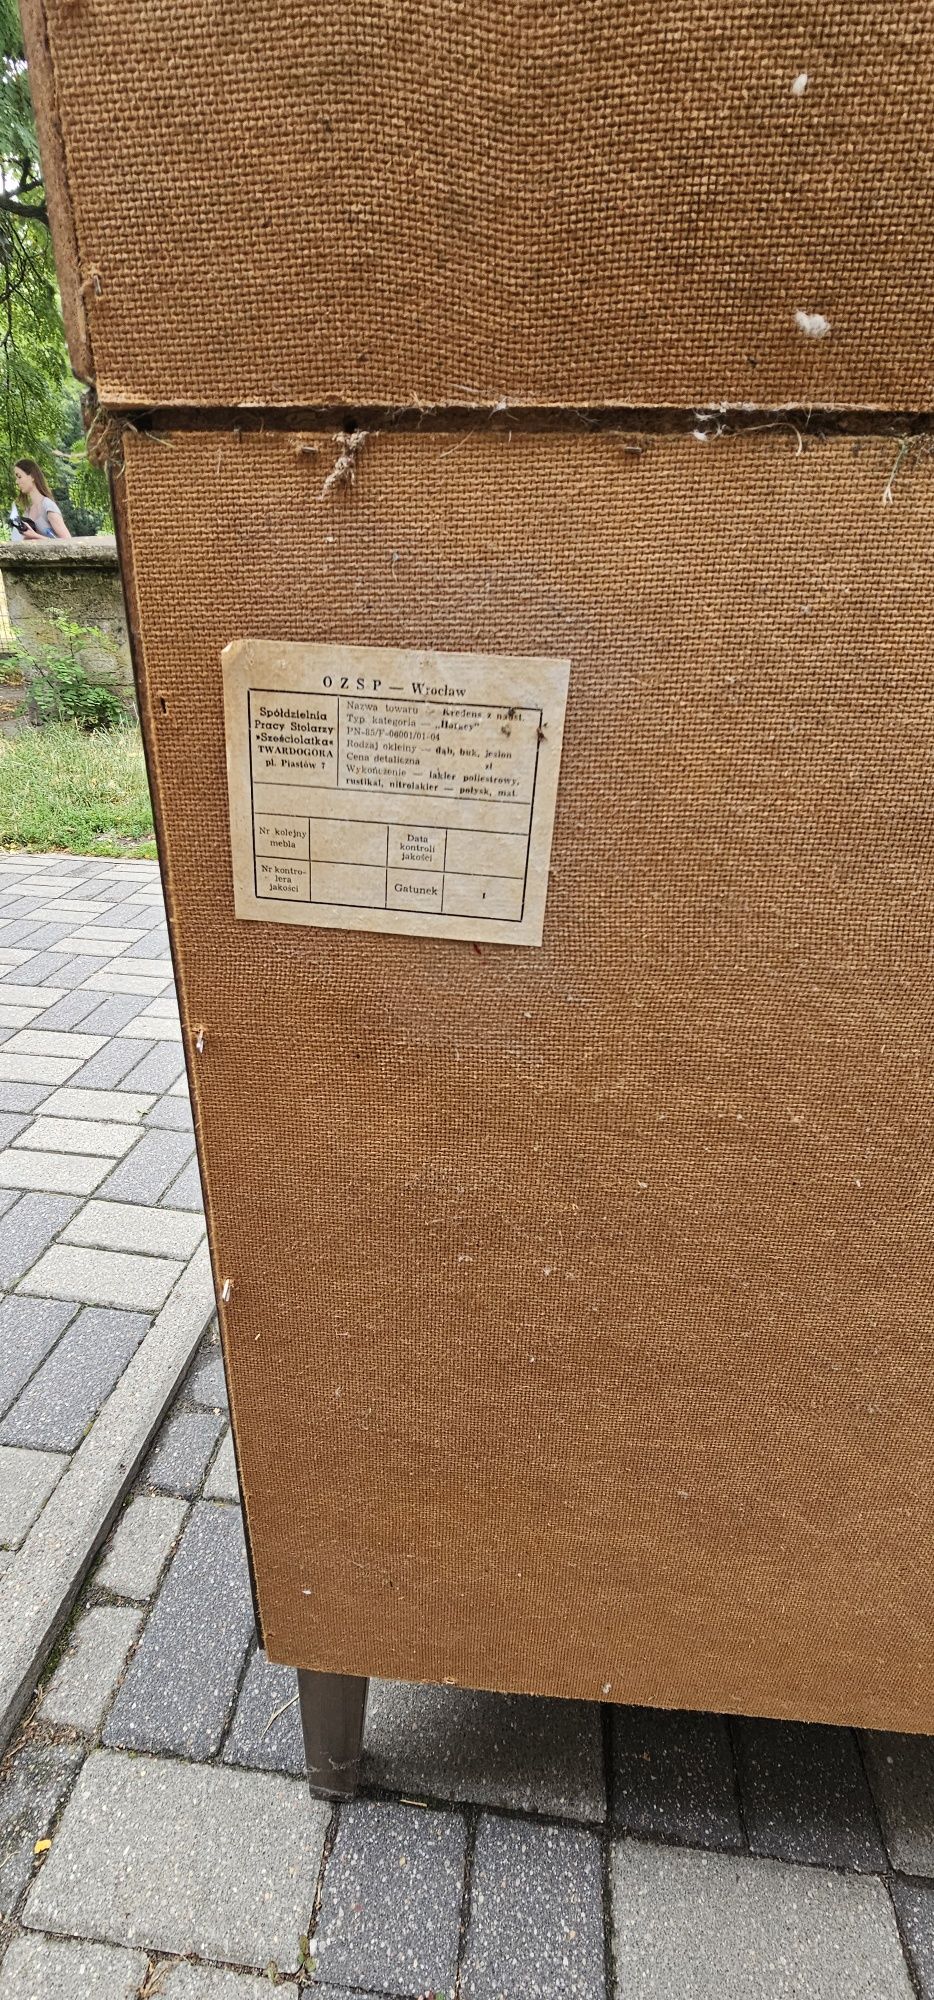 O Z S P — Wrocław
Spółdzielnia
Pracy Stolarzy
»Sześciolatka«
TWARDOGÓRA
pl. Piastów 7
Nazwa towaru — Kredens z nadst.
Typ kategoria —
PN-85/F-06001/01-04
Rodzaj okleiny — dąb, buk, jesion
Cena detaliczna zł
Wykończenie — lakier poliestrowy,
rustikal, nitrolakier — połysk, mat.
Nr kolejny
mebla
Data
kontroli
jakości
Nr kontro-
lera
jakości
Gatunek
I